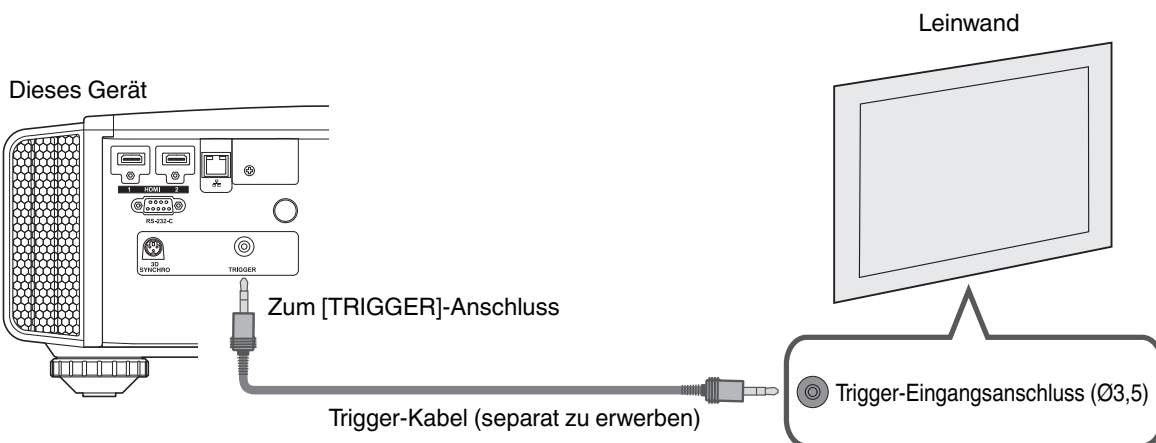 Leinwand
Dieses Gerät
1 HDMI 2
RS-232-C
3D
SYNCHRO
TRIGGER
Zum [TRIGGER]-Anschluss
Trigger-Eingangsanschluss (Ø3,5)
Trigger-Kabel (separat zu erwerben)